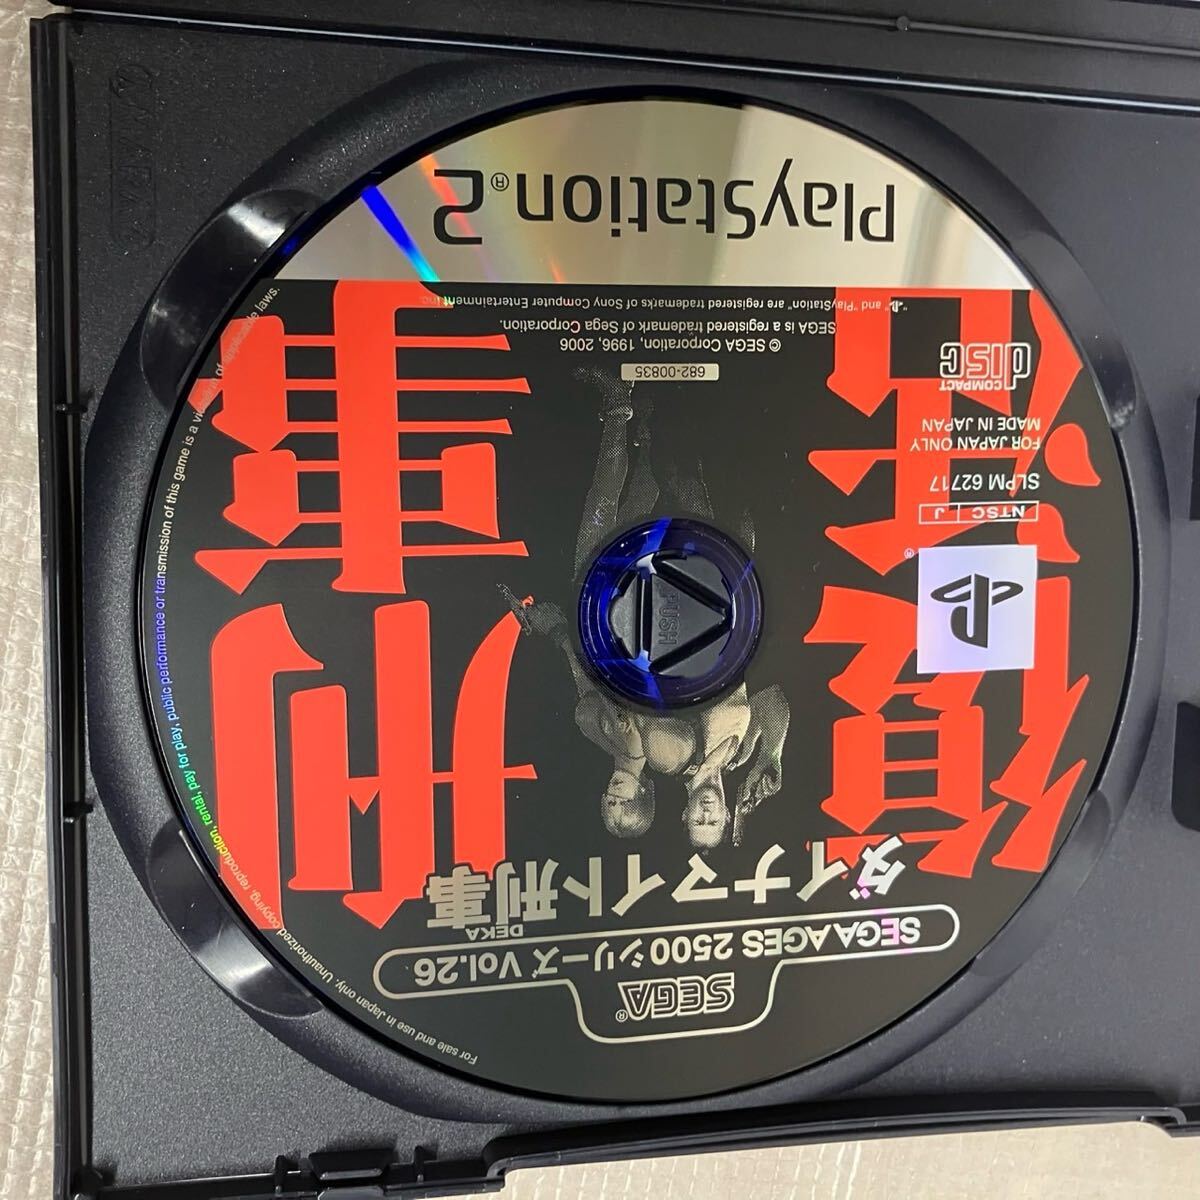 SEGA®
SEGA AGES 2500シリーズ Vol.26
ダイナマイト刑事
DEKA
NTSC J
SLPM 62717
FOR JAPAN ONLY
MADE IN JAPAN
COMPACT
disc
682-00835
© SEGA Corporation, 1996, 2006
SEGA is a registered trademark of Sega Corporation.
" and "PlayStation" are registered trademarks of Sony Computer Entertainment Inc.
PlayStation®2
For sale and use in Japan only. Unauthorized copying, reproduction, rental, pay for play, public performance or transmission of this game is a violation of applicable laws.
PUSH
刑事